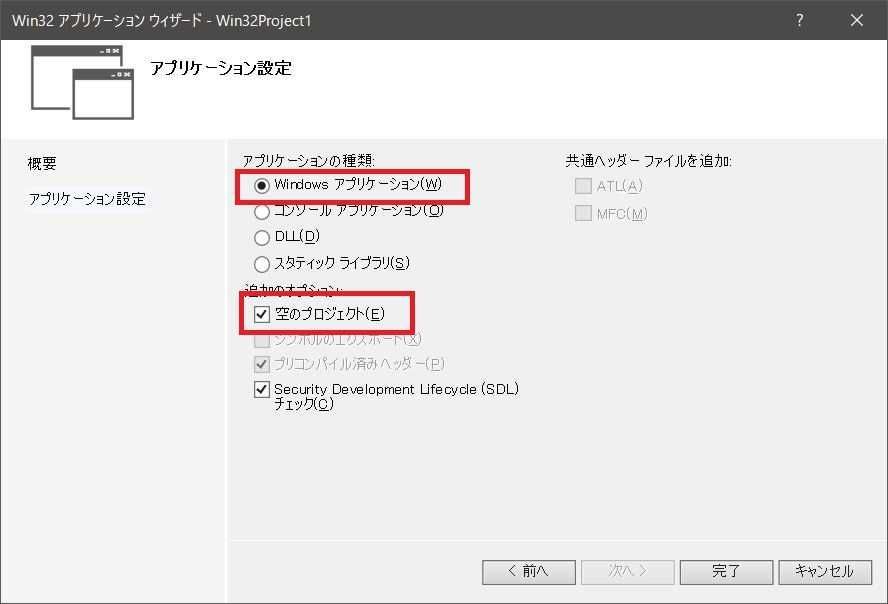 Win32 アプリケーション ウィザード - Win32Project1
アプリケーション設定
概要
アプリケーション設定
アプリケーションの種類:
Windows アプリケーション(W)
コンソール アプリケーション(O)
DLL(D)
スタティック ライブラリ(S)
追加のオプション:
空のプロジェクト(E)
シンボルのエクスポート(X)
プリコンパイル済みヘッダー(P)
Security Development Lifecycle (SDL)
チェック(C)
共通ヘッダー ファイルを追加:
ATL(A)
MFC(M)
< 前へ
次へ >
完了
キャンセル